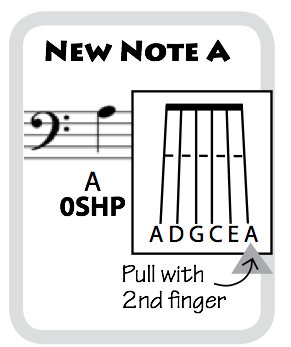 NEW NOTE A
A
0SHP
A D G C E A
Pull with
2nd finger